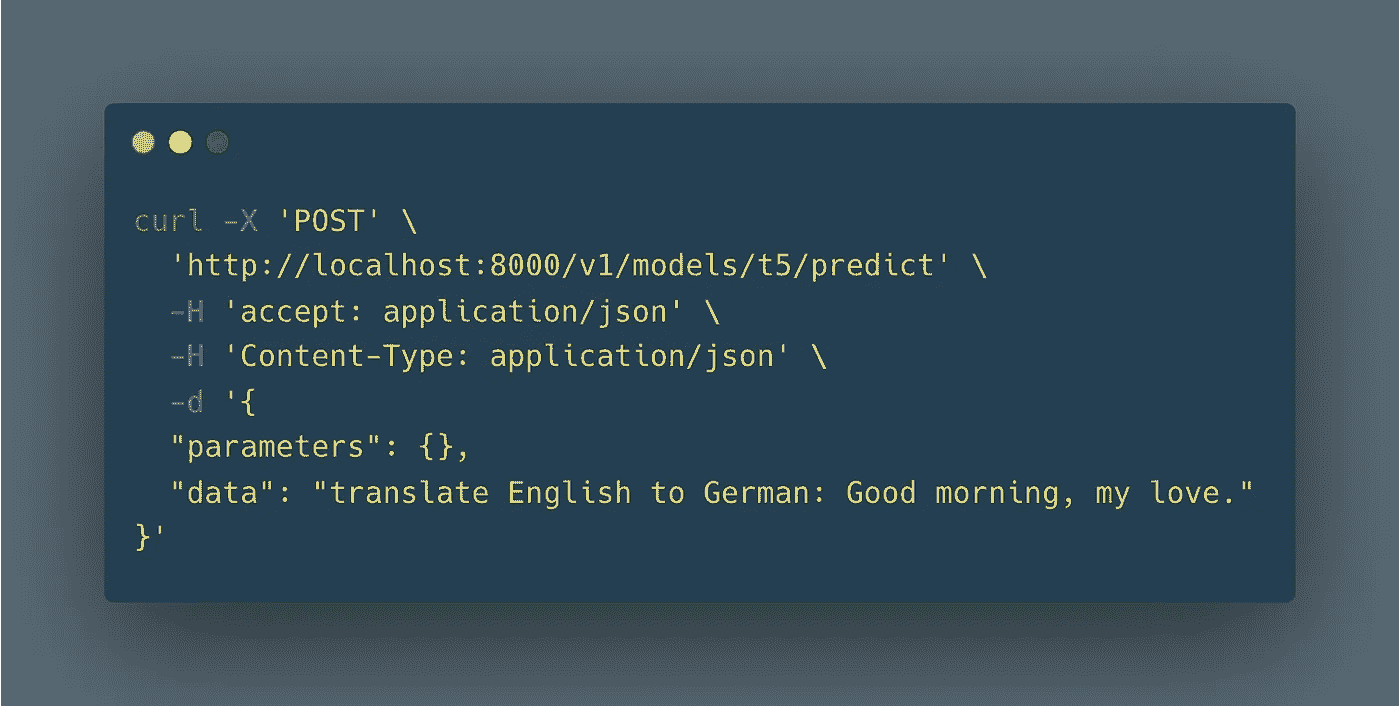 curl -X 'POST' \
  'http://localhost:8000/v1/models/t5/predict' \
  -H 'accept: application/json' \
  -H 'Content-Type: application/json' \
  -d '{
  "parameters": {},
  "data": "translate English to German: Good morning, my love."
}'